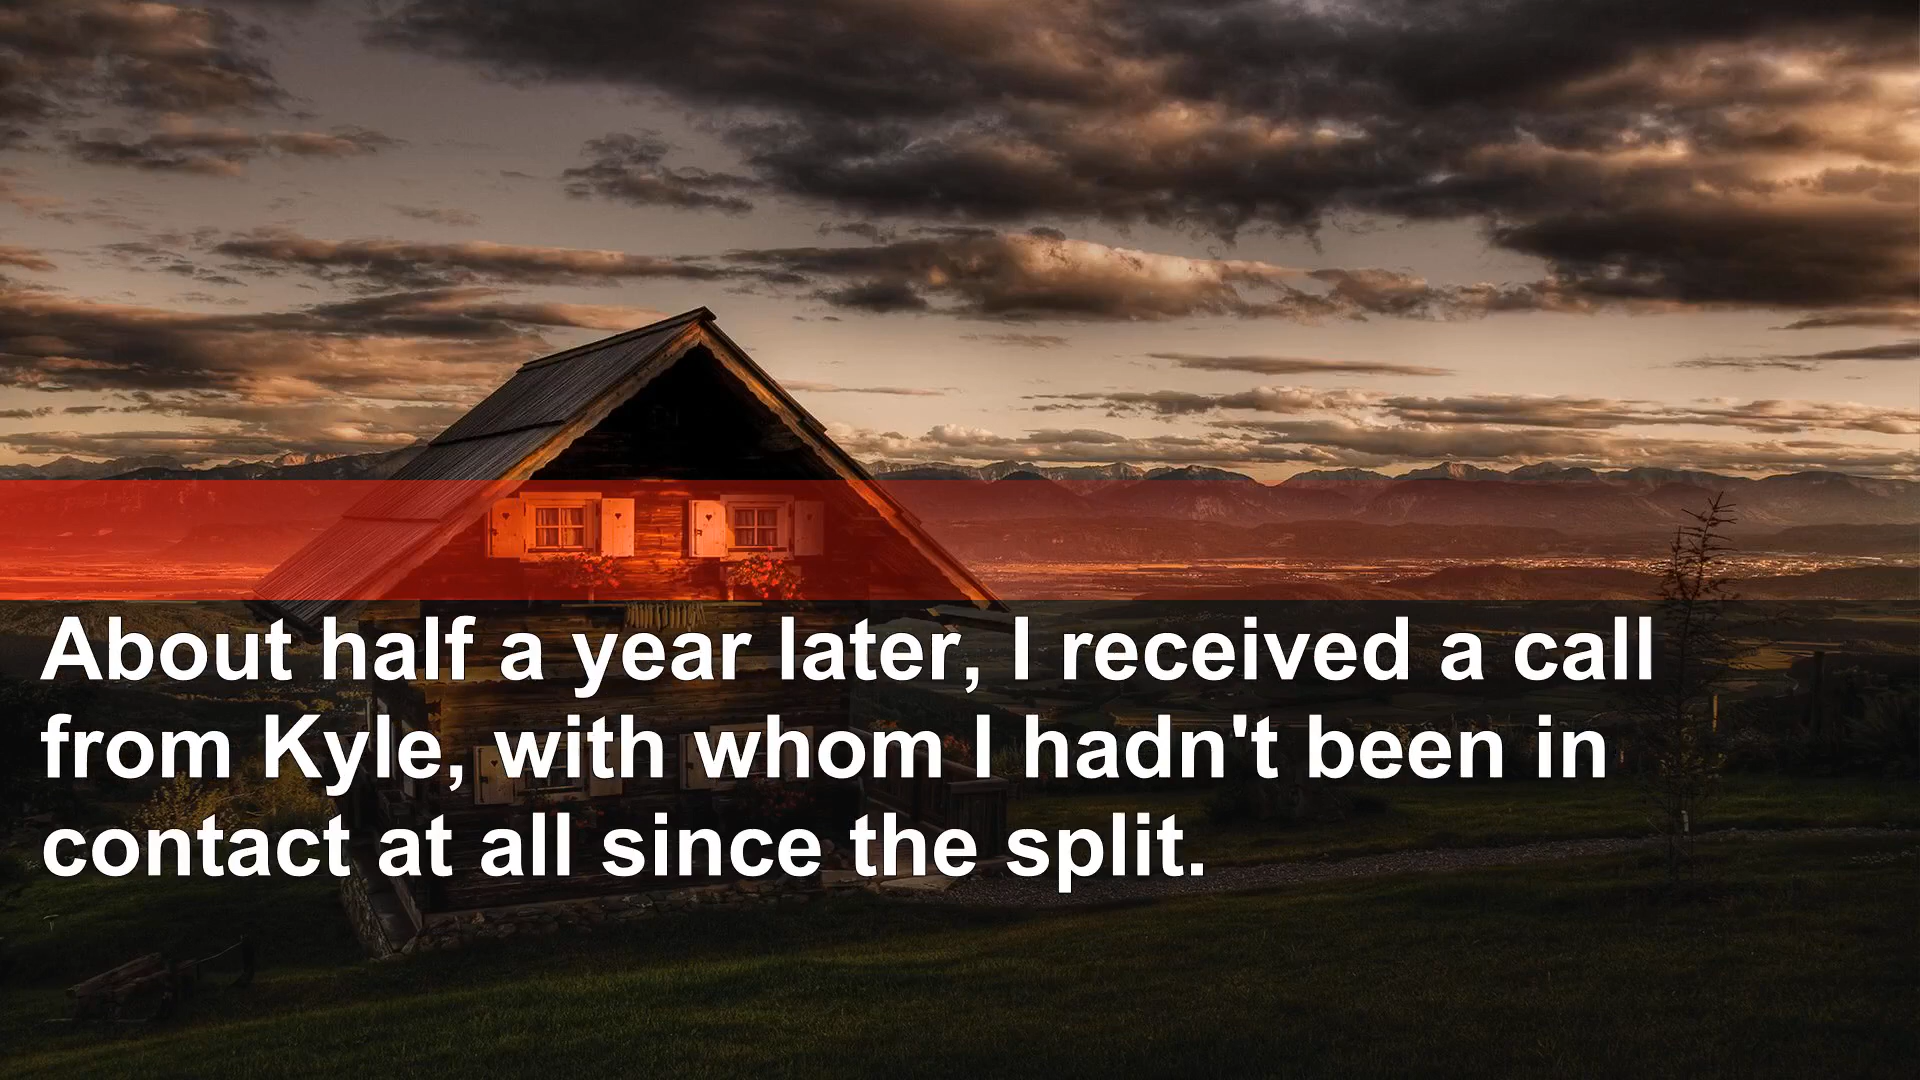 About half a year later, I received a call
from Kyle, with whom I hadn't been in
contact at all since the split.